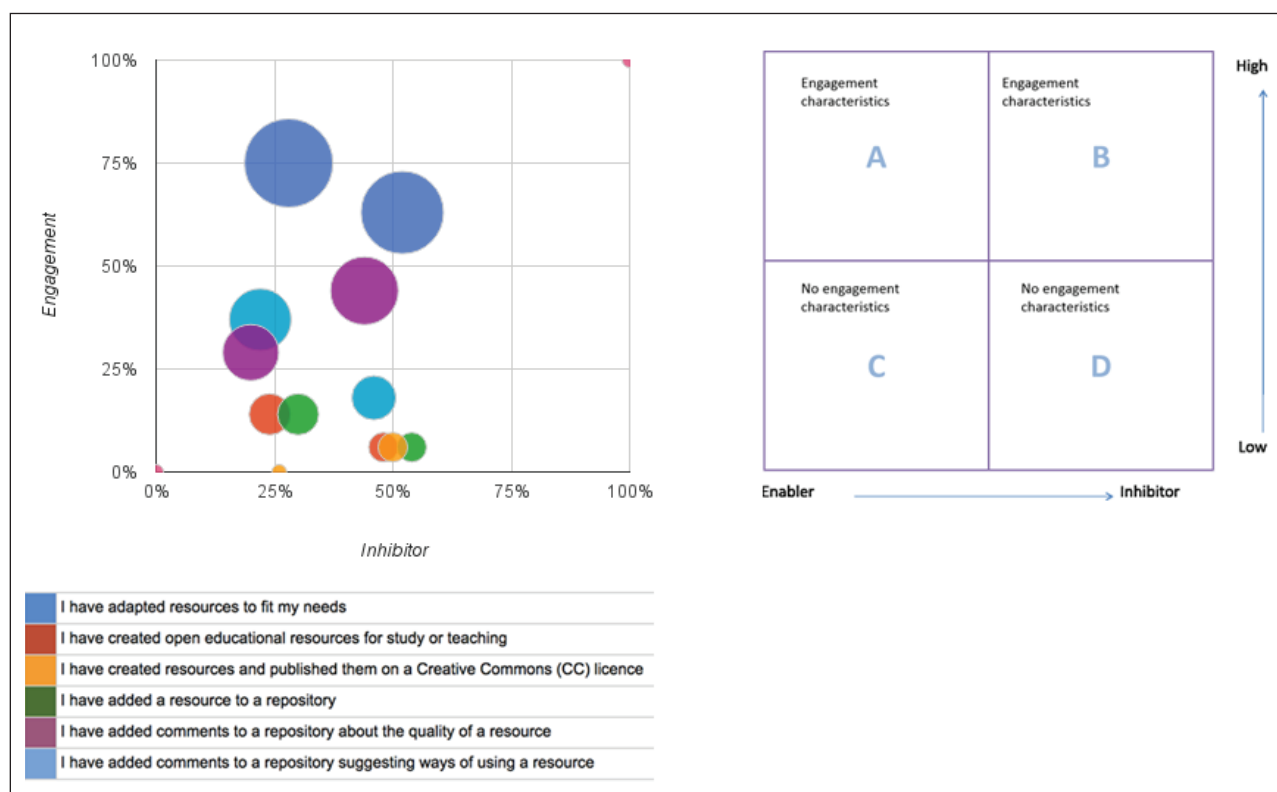 100%
75%
50%
25%
0%
Engagement
0%
25%
50%
75%
100%
Inhibitor
Engagement
characteristics
A
Engagement
characteristics
B
No engagement
characteristics
C
No engagement
characteristics
D
High
Low
Enabler
Inhibitor
I have adapted resources to fit my needs
I have created open educational resources for study or teaching
I have created resources and published them on a Creative Commons (CC) licence
I have added a resource to a repository
I have added comments to a repository about the quality of a resource
I have added comments to a repository suggesting ways of using a resource